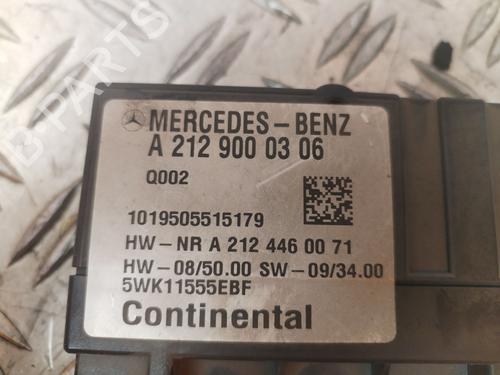 B-PARTS
MERCEDES-BENZ
A 212 900 03 06
Q002
1019505515179
HW-NR A 212 446 00 71
HW-08/50.00 SW-09/34.00
5WK11555EBF
Continental